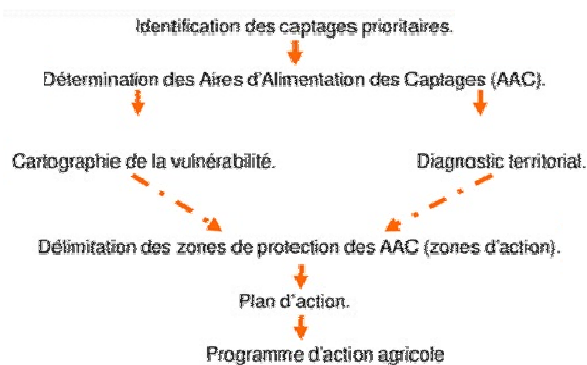 Identification des captages prioritaires.
Détermination des Aires d'Alimentation des Captages (AAC).
Cartographie de la vulnérabilité.
Diagnostic territorial.
Délimitation des zones de protection des AAC (zones d'action).
Plan d'action.
Programme d'action agricole